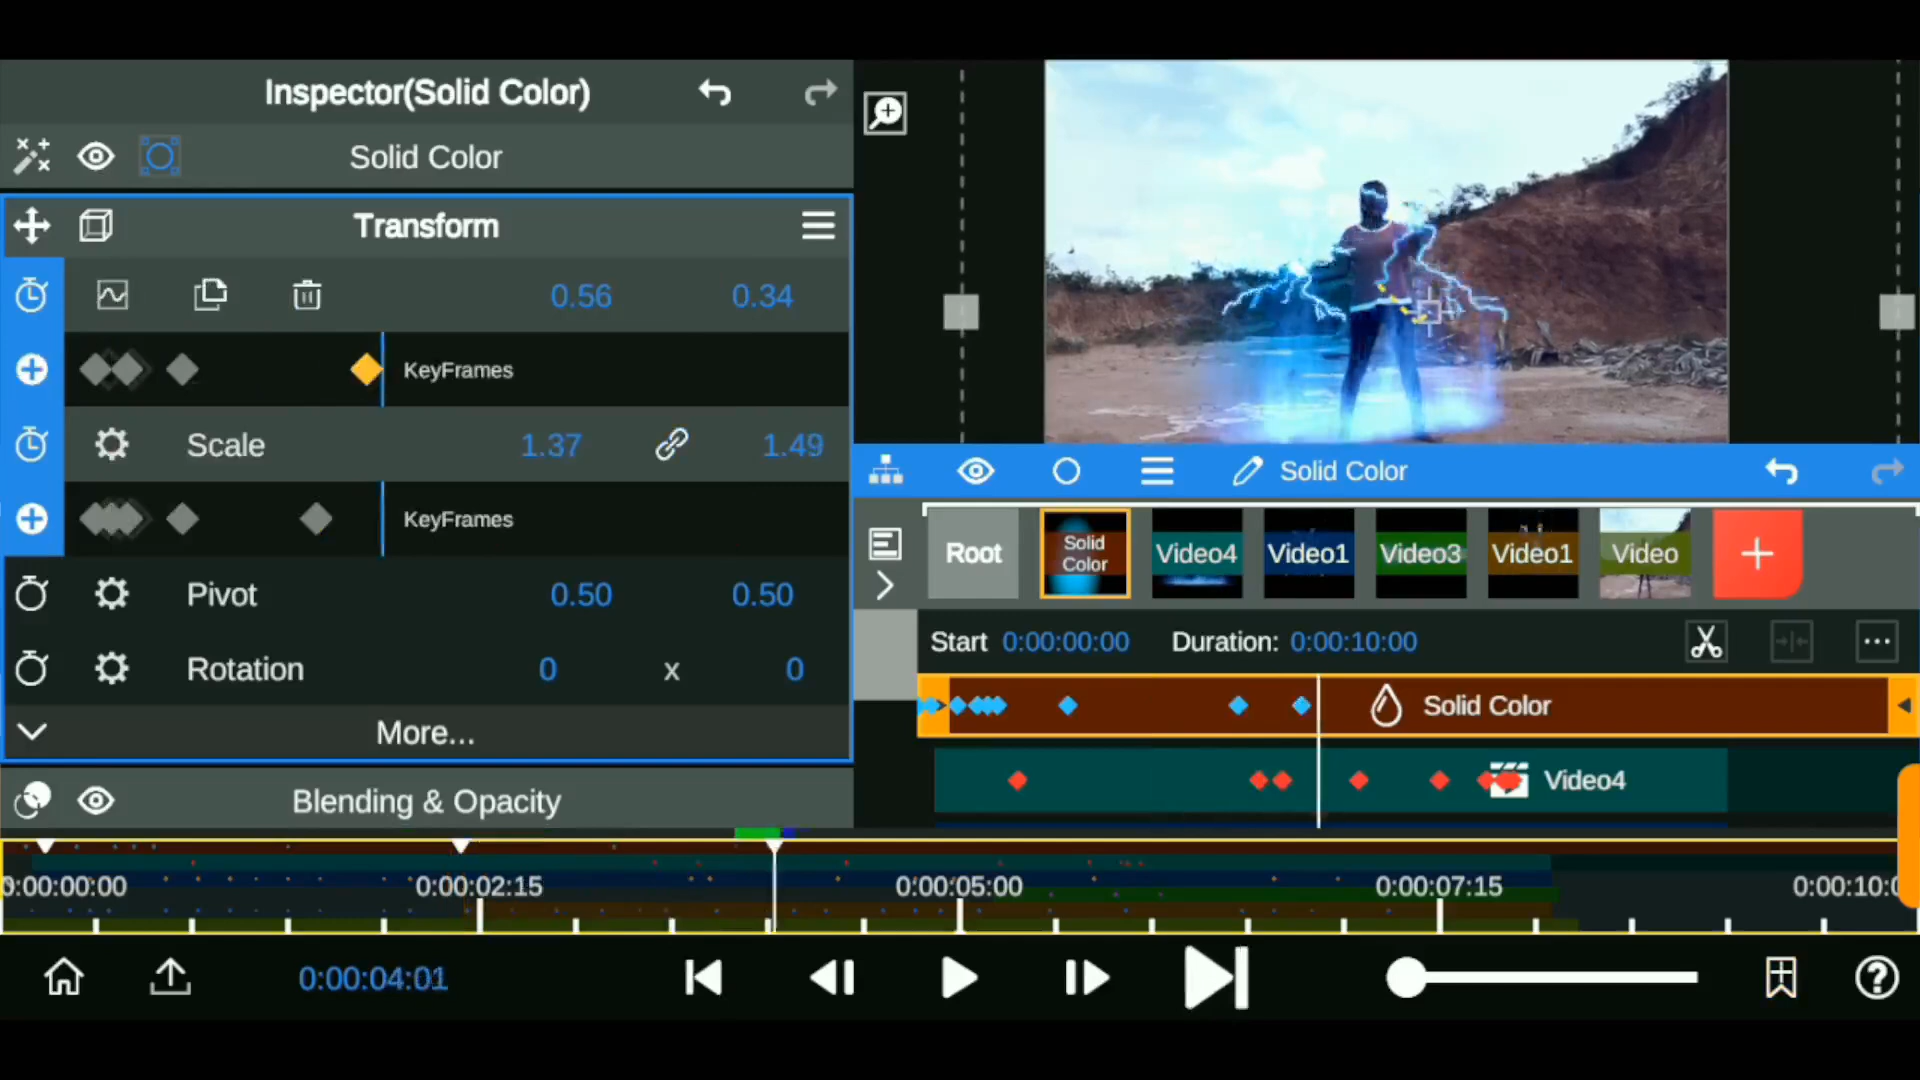 Inspector(Solid Color)
Solid Color
Transform
0.56 0.34
KeyFrames
Scale 1.37 1.49
KeyFrames
Pivot 0.50 0.50
Rotation 0 x 0
More...
Blending & Opacity
Solid Color
Root
Solid
Color
Video4
Video1
Video3
Video1
Video
Start 0:00:00:00 Duration: 0:00:10:00
Solid Color
Video4
0:00:00:00 0:00:02:15 0:00:05:00 0:00:07:15 0:00:10:0
0:00:04:01